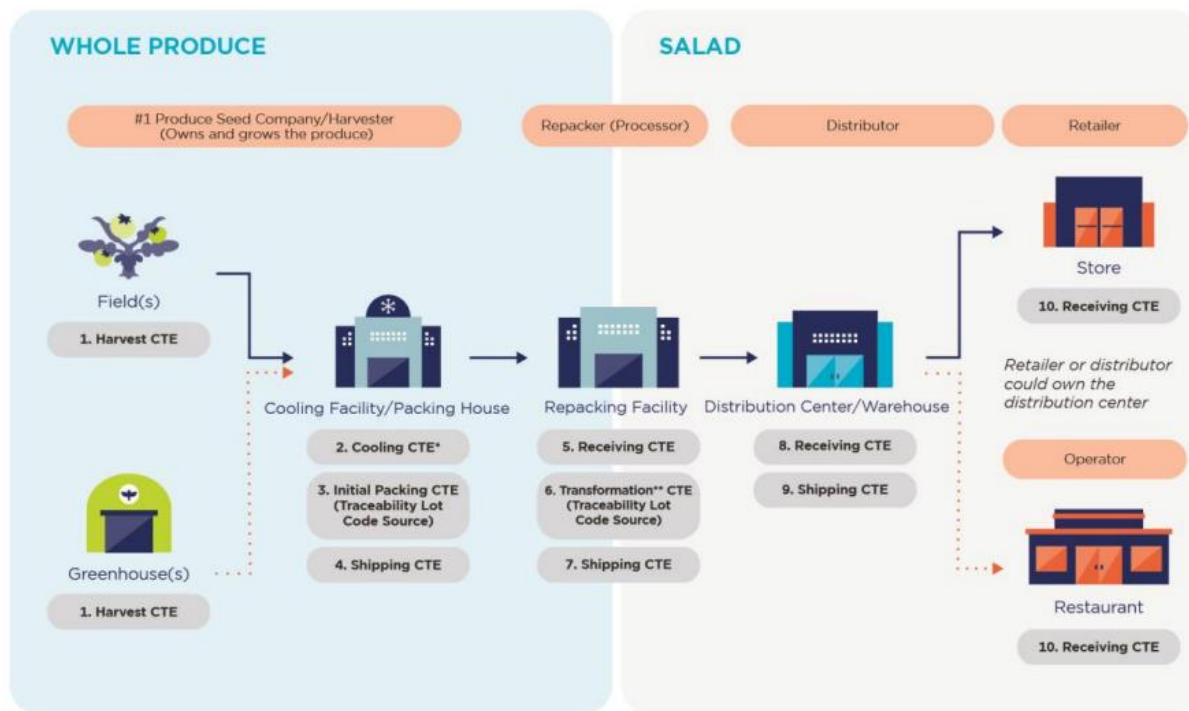 WHOLE PRODUCE
SALAD
#1 Produce Seed Company/Harvester
(Owns and grows the produce)
Repacker (Processor)
Distributor
Retailer
Field(s)
1. Harvest CTE
Greenhouse(s)
1. Harvest CTE
Cooling Facility/Packing House
2. Cooling CTE*
3. Initial Packing CTE
(Traceability Lot
Code Source)
4. Shipping CTE
Repacking Facility
5. Receiving CTE
6. Transformation** CTE
(Traceability Lot
Code Source)
7. Shipping CTE
Distribution Center/Warehouse
8. Receiving CTE
9. Shipping CTE
Store
10. Receiving CTE
Retailer or distributor
could own the
distribution center
Operator
Restaurant
10. Receiving CTE